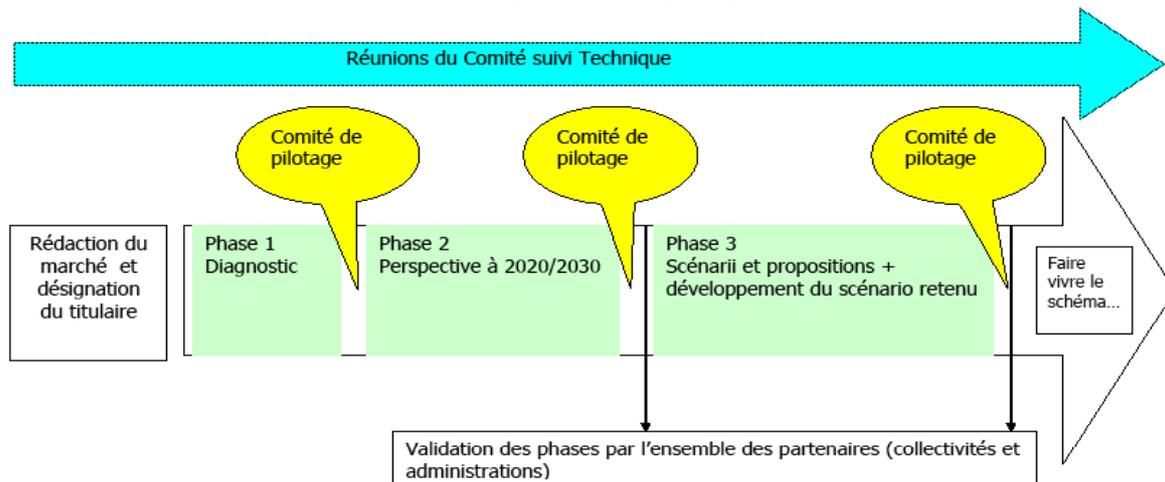 Réunions du Comité suivi Technique
Comité de
pilotage
Comité de
pilotage
Comité de
pilotage
Rédaction du
marché et
désignation
du titulaire
Phase 1
Diagnostic
Phase 2
Perspective à 2020/2030
Phase 3
Scénarii et propositions +
développement du scénario retenu
Faire
vivre le
schéma...
Validation des phases par l'ensemble des partenaires (collectivités et
administrations)